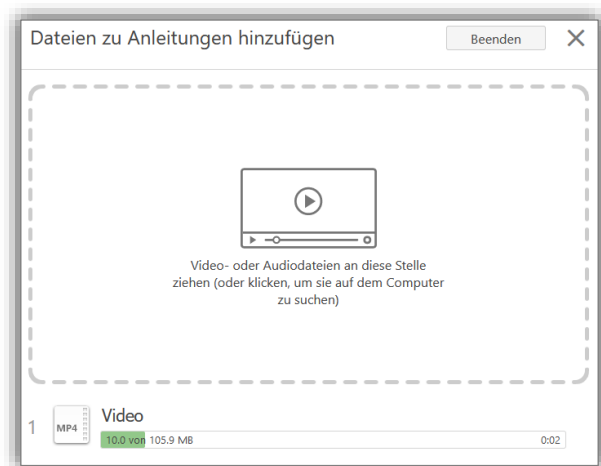 Dateien zu Anleitungen hinzufügen
Beenden
Video- oder Audiodateien an diese Stelle
ziehen (oder klicken, um sie auf dem Computer
zu suchen)
1
MP4
Video
10.0 von 105.9 MB
0:02